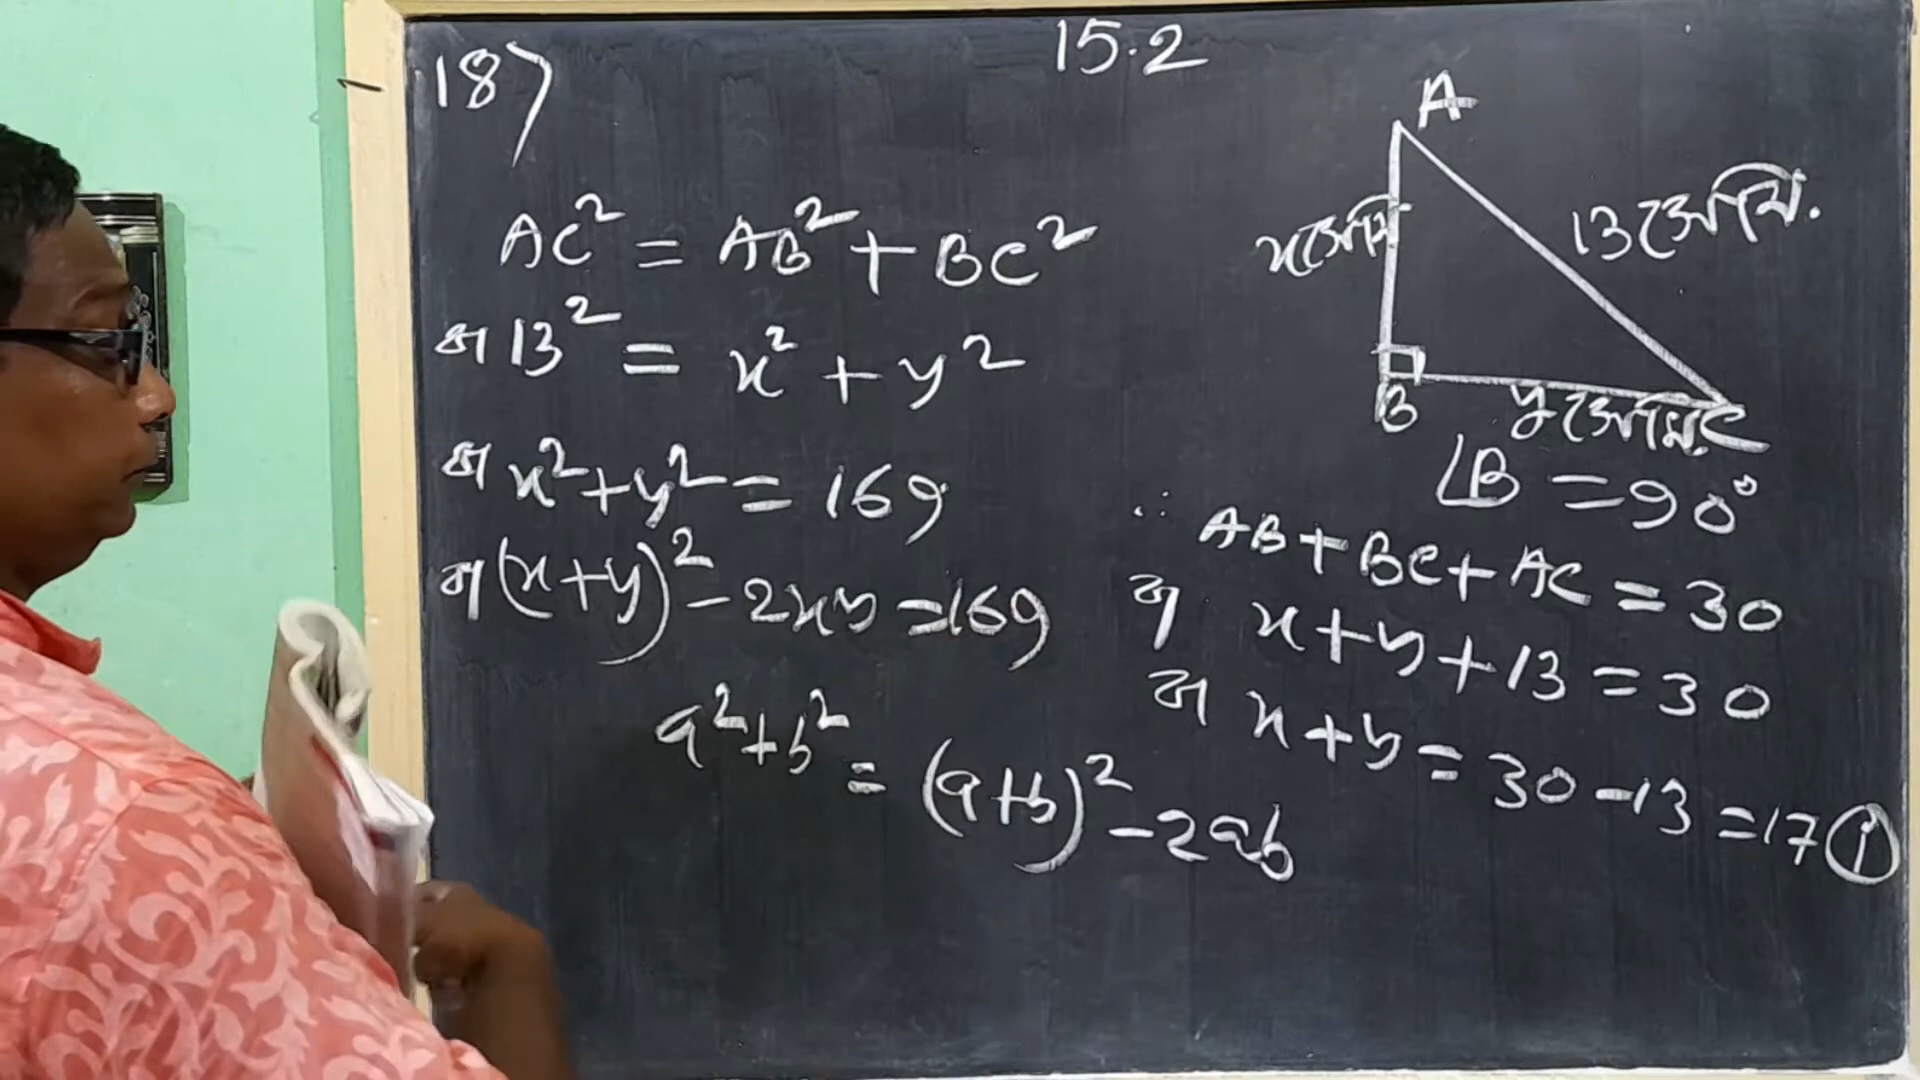 15.2
18)
AC² = AB² + BC²
বা 13² = x² + y²
বা x² + y² = 169
বা (x+y)² - 2xy = 169
a² + b² = (a+b)² - 2ab
A
x সেমি
13 সেমি.
B
y সেমি.
C
∠B = 90°
∴ AB + BC + AC = 30
বা x + y + 13 = 30
বা x + y = 30 - 13 = 17 (i)